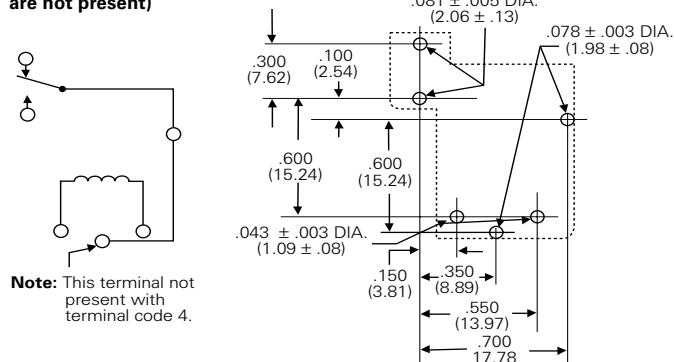 are not present)
.081 ± .005 DIA.
(2.06 ± .13)
.078 ± .003 DIA.
(1.98 ± .08)
.300
(7.62)
.100
(2.54)
.600
(15.24)
.600
(15.24)
.043 ± .003 DIA.
(1.09 ± .08)
.150
(3.81)
.350
(8.89)
.550
(13.97)
.700
17.78
Note: This terminal not
present with
terminal code 4.